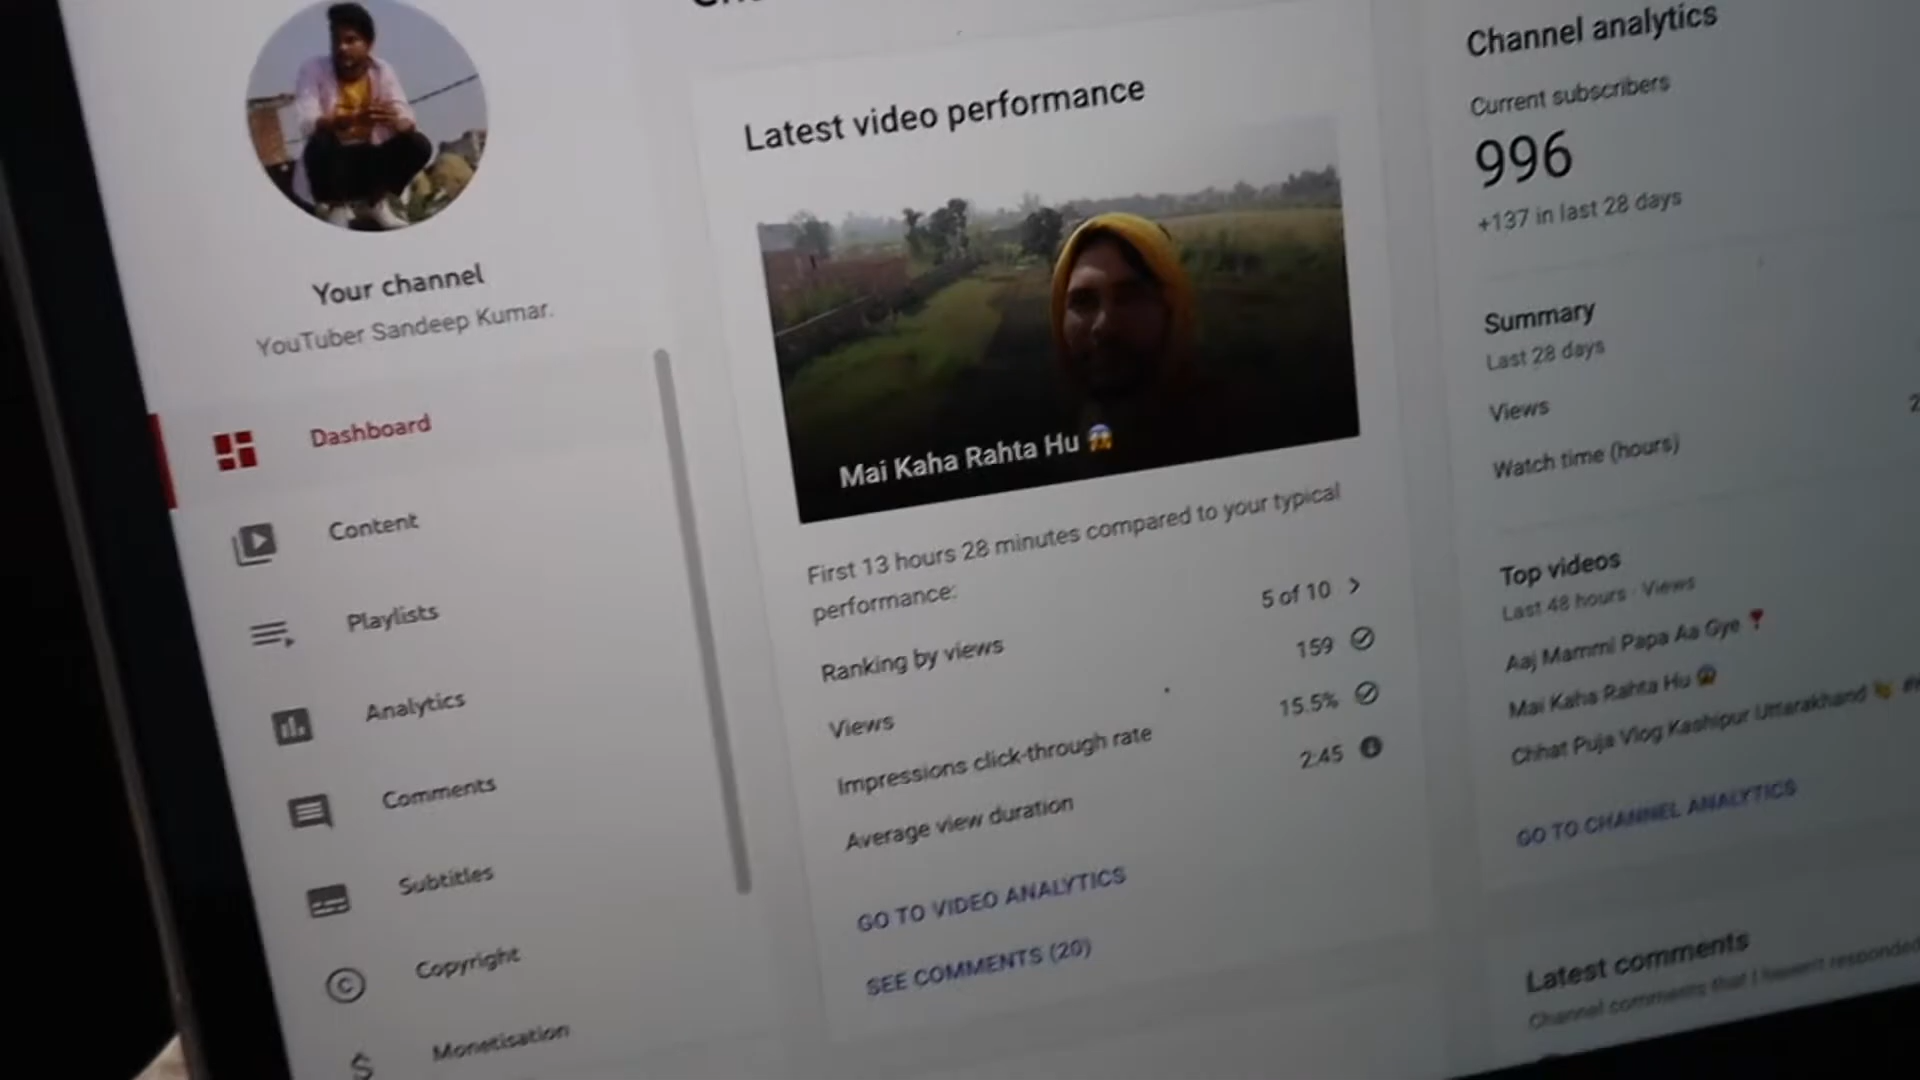 Your channel
YouTuber Sandeep Kumar.
Dashboard
Content
Playlists
Analytics
Comments
Subtitles
Copyright
Monetisation
Latest video performance
Mai Kaha Rahta Hu 😱
First 13 hours 28 minutes compared to your typical
performance:
Ranking by views
5 of 10
Views
159
Impressions click-through rate
15.5%
Average view duration
2:45
GO TO VIDEO ANALYTICS
SEE COMMENTS (20)
Channel analytics
Current subscribers
996
+137 in last 28 days
Summary
Last 28 days
Views
Watch time (hours)
Top videos
Last 48 hours · Views
Aaj Mammi Papa Aa Gye ❣
Mai Kaha Rahta Hu 😱
Chhat Puja Vlog Kashipur Uttarakhand
GO TO CHANNEL ANALYTICS
Latest comments
Channel comments that I haven't responded